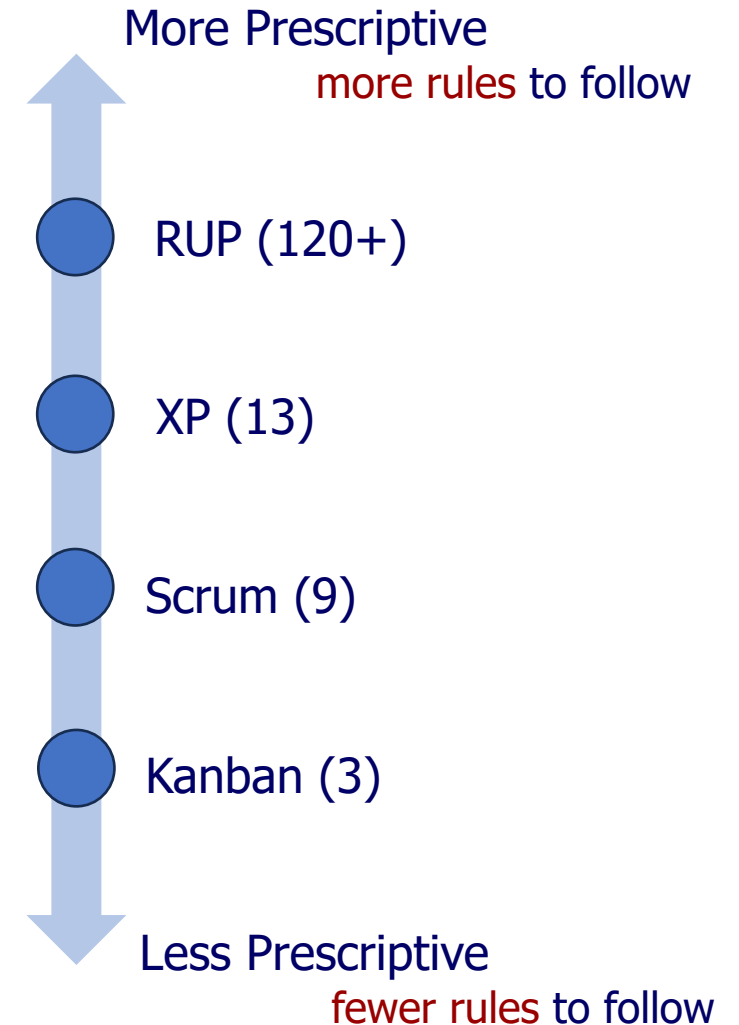 More Prescriptive
more rules to follow
RUP (120+)
XP (13)
Scrum (9)
Kanban (3)
Less Prescriptive
fewer rules to follow